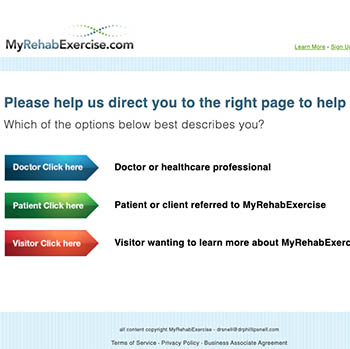 MyRehabExercise.com
Learn More • Sign U
Please help us direct you to the right page to help
Which of the options below best describes you?
Doctor Click here
Doctor or healthcare professional
Patient Click here
Patient or client referred to MyRehabExercise
Visitor Click here
Visitor wanting to learn more about MyRehabExerc
all content copyright MyRehabExercise - drsnell@drphillipsnell.com
Terms of Service - Privacy Policy - Business Associate Agreement